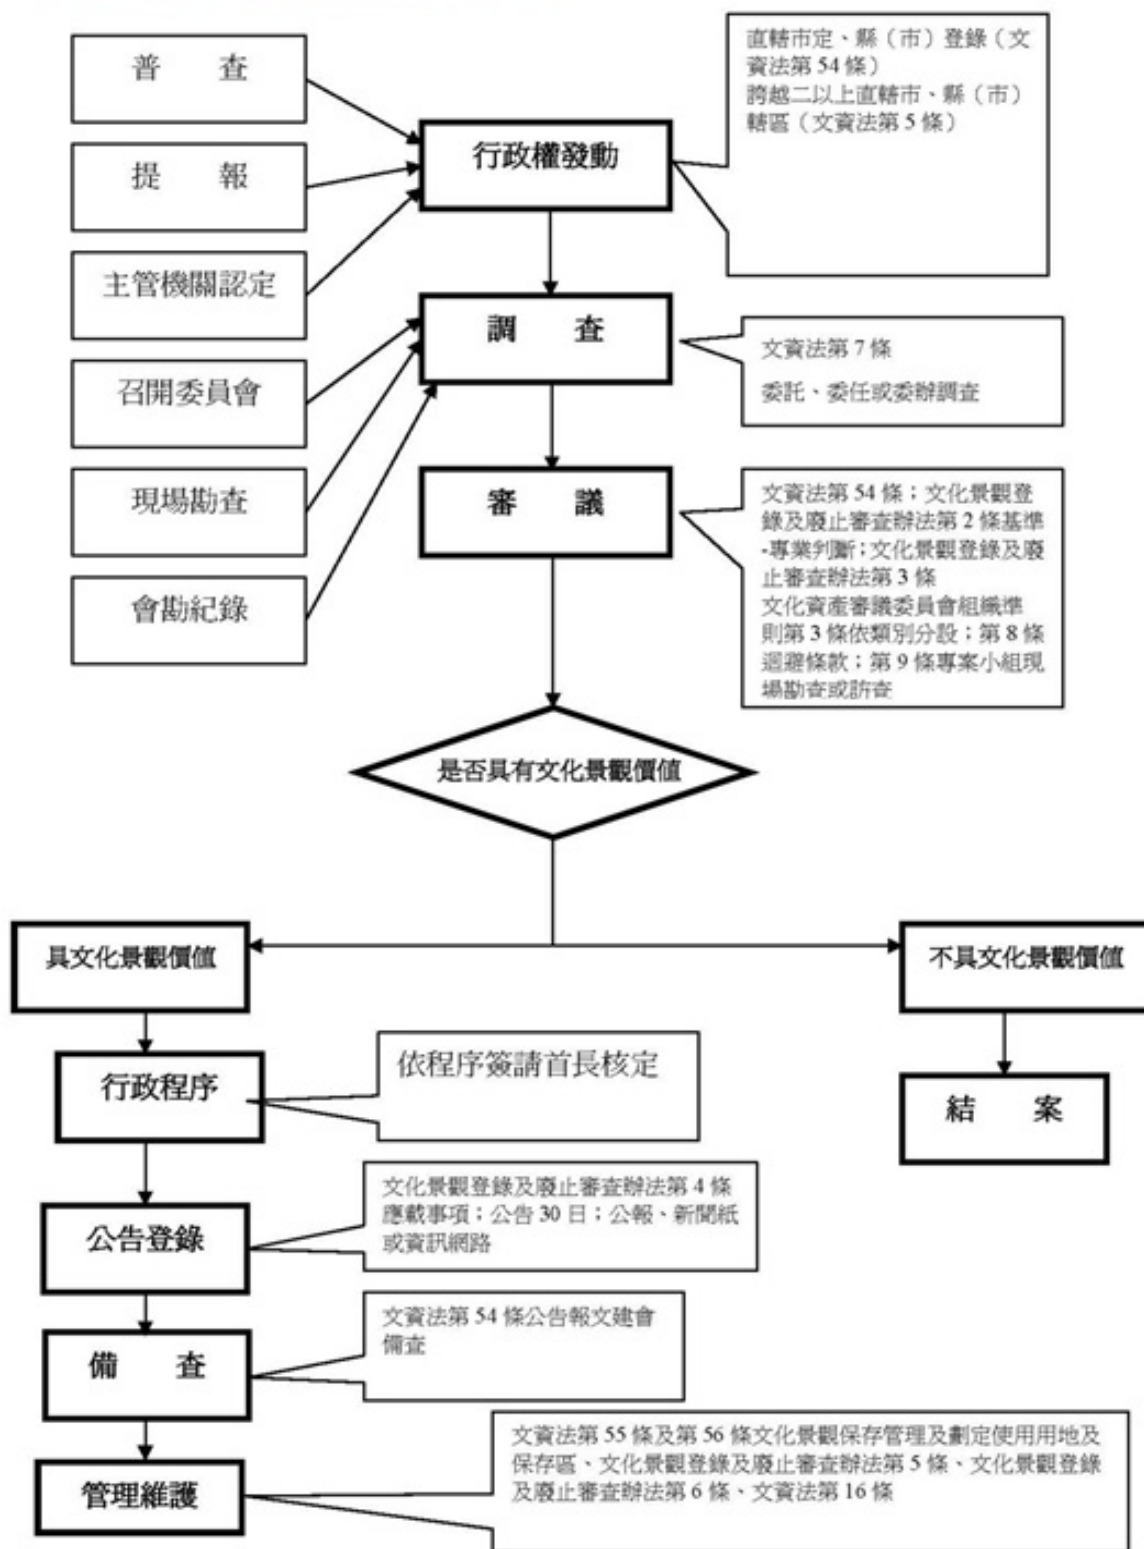 普　　查
提　　報
主管機關認定
行政權發動
直轄市定、縣（市）登錄（文
資法第 54 條）
跨越二以上直轄市、縣（市）
轄區（文資法第 5 條）
召開委員會
現場勘查
會勘紀錄
調　　查
文資法第 7 條
委託、委任或委辦調查
審　　議
文資法第 54 條；文化景觀登
錄及廢止審查辦法第 2 條基準
-專業判斷；文化景觀登錄及廢
止審查辦法第 3 條
文化資產審議委員會組織準
則第 3 條依類別分設；第 8 條
迴避條款；第 9 條專案小組現
場勘查或訪查
是否具有文化景觀價值
具文化景觀價值
不具文化景觀價值
行政程序
依程序簽請首長核定
結　　案
公告登錄
文化景觀登錄及廢止審查辦法第 4 條
應載事項；公告 30 日；公報、新聞紙
或資訊網路
備　　查
文資法第 54 條公告報文建會
備查
管理維護
文資法第 55 條及第 56 條文化景觀保存管理及劃定使用用地及
保存區、文化景觀登錄及廢止審查辦法第 5 條、文化景觀登錄
及廢止審查辦法第 6 條、文資法第 16 條